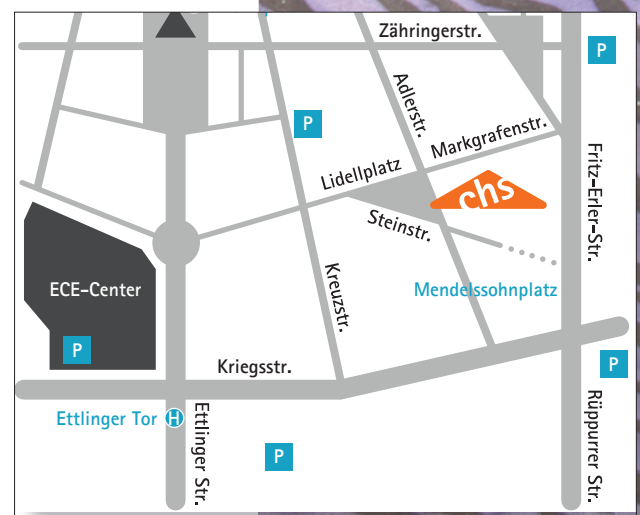 Zähringerstr.
P
P
Adlerstr.
Markgrafenstr.
Lidellplatz
chs
Fritz-Erler-Str.
Steinstr.
ECE-Center
Kreuzstr.
Mendelssohnplatz
P
Kriegsstr.
P
Ettlinger Tor H
Ettlinger Str.
Rüppurrer Str.
P